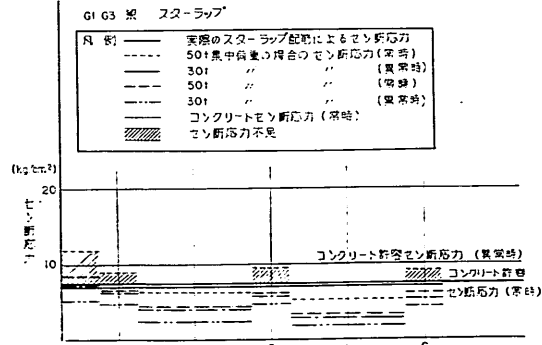 G1 G3 梁 スターラップ
凡例 実際のスターラップ配筋によるセン断応力
50t集中荷重の場合のセン断応力(常時)
30t 〃 〃 (異常時)
50t 〃 〃 (常時)
30t 〃 〃 (異常時)
コンクリートセン断応力(常時)
セン断応力不足
(kg/cm²)
20
セン断応力
10
コンクリート許容セン断応力(異常時)
コンクリート許容
セン断応力(常時)